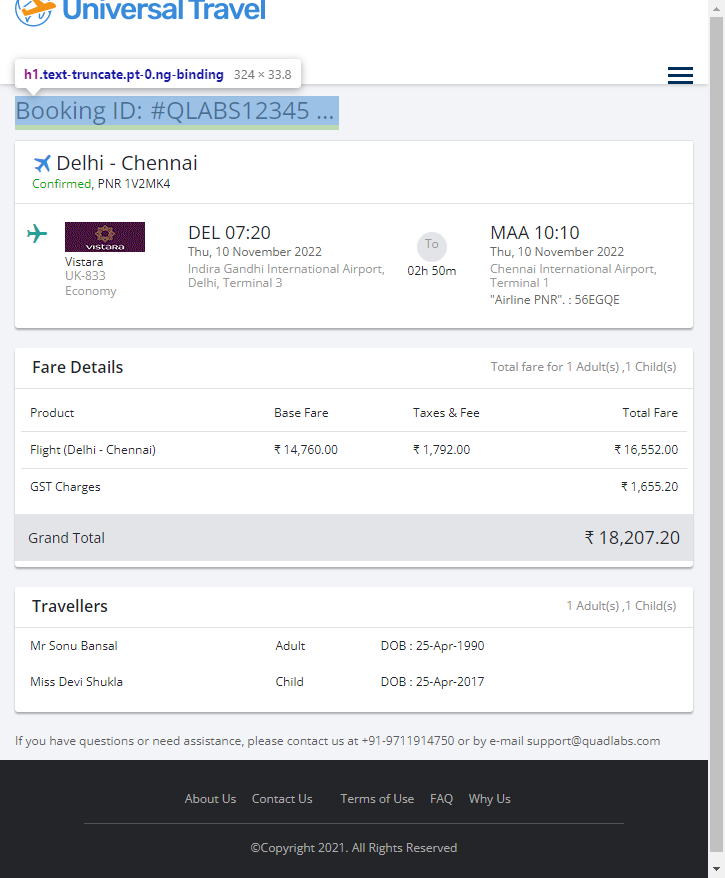 Universal Travel
h1.text-truncate.pt-0.ng-binding 324 × 33.8
Booking ID: #QLABS12345 ...
Delhi - Chennai
Confirmed, PNR 1V2MK4
VISTARA
Vistara
UK-833
Economy
DEL 07:20
Thu, 10 November 2022
Indira Gandhi International Airport,
Delhi, Terminal 3
To
02h 50m
MAA 10:10
Thu, 10 November 2022
Chennai International Airport,
Terminal 1
"Airline PNR". : 56EGQE
Fare Details Total fare for 1 Adult(s) ,1 Child(s)
Product Base Fare Taxes & Fee Total Fare
Flight (Delhi - Chennai) ₹ 14,760.00 ₹ 1,792.00 ₹ 16,552.00
GST Charges ₹ 1,655.20
Grand Total ₹ 18,207.20
Travellers 1 Adult(s) ,1 Child(s)
Mr Sonu Bansal Adult DOB : 25-Apr-1990
Miss Devi Shukla Child DOB : 25-Apr-2017
If you have questions or need assistance, please contact us at +91-9711914750 or by e-mail support@quadlabs.com
About Us Contact Us Terms of Use FAQ Why Us
©Copyright 2021. All Rights Reserved